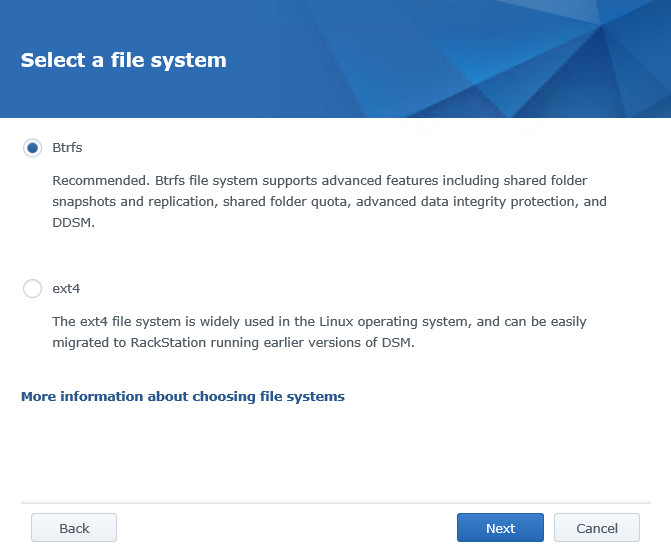 Select a file system
Btrfs
Recommended. Btrfs file system supports advanced features including shared folder
snapshots and replication, shared folder quota, advanced data integrity protection, and
DDSM.
ext4
The ext4 file system is widely used in the Linux operating system, and can be easily
migrated to RackStation running earlier versions of DSM.
More information about choosing file systems
Back
Next
Cancel